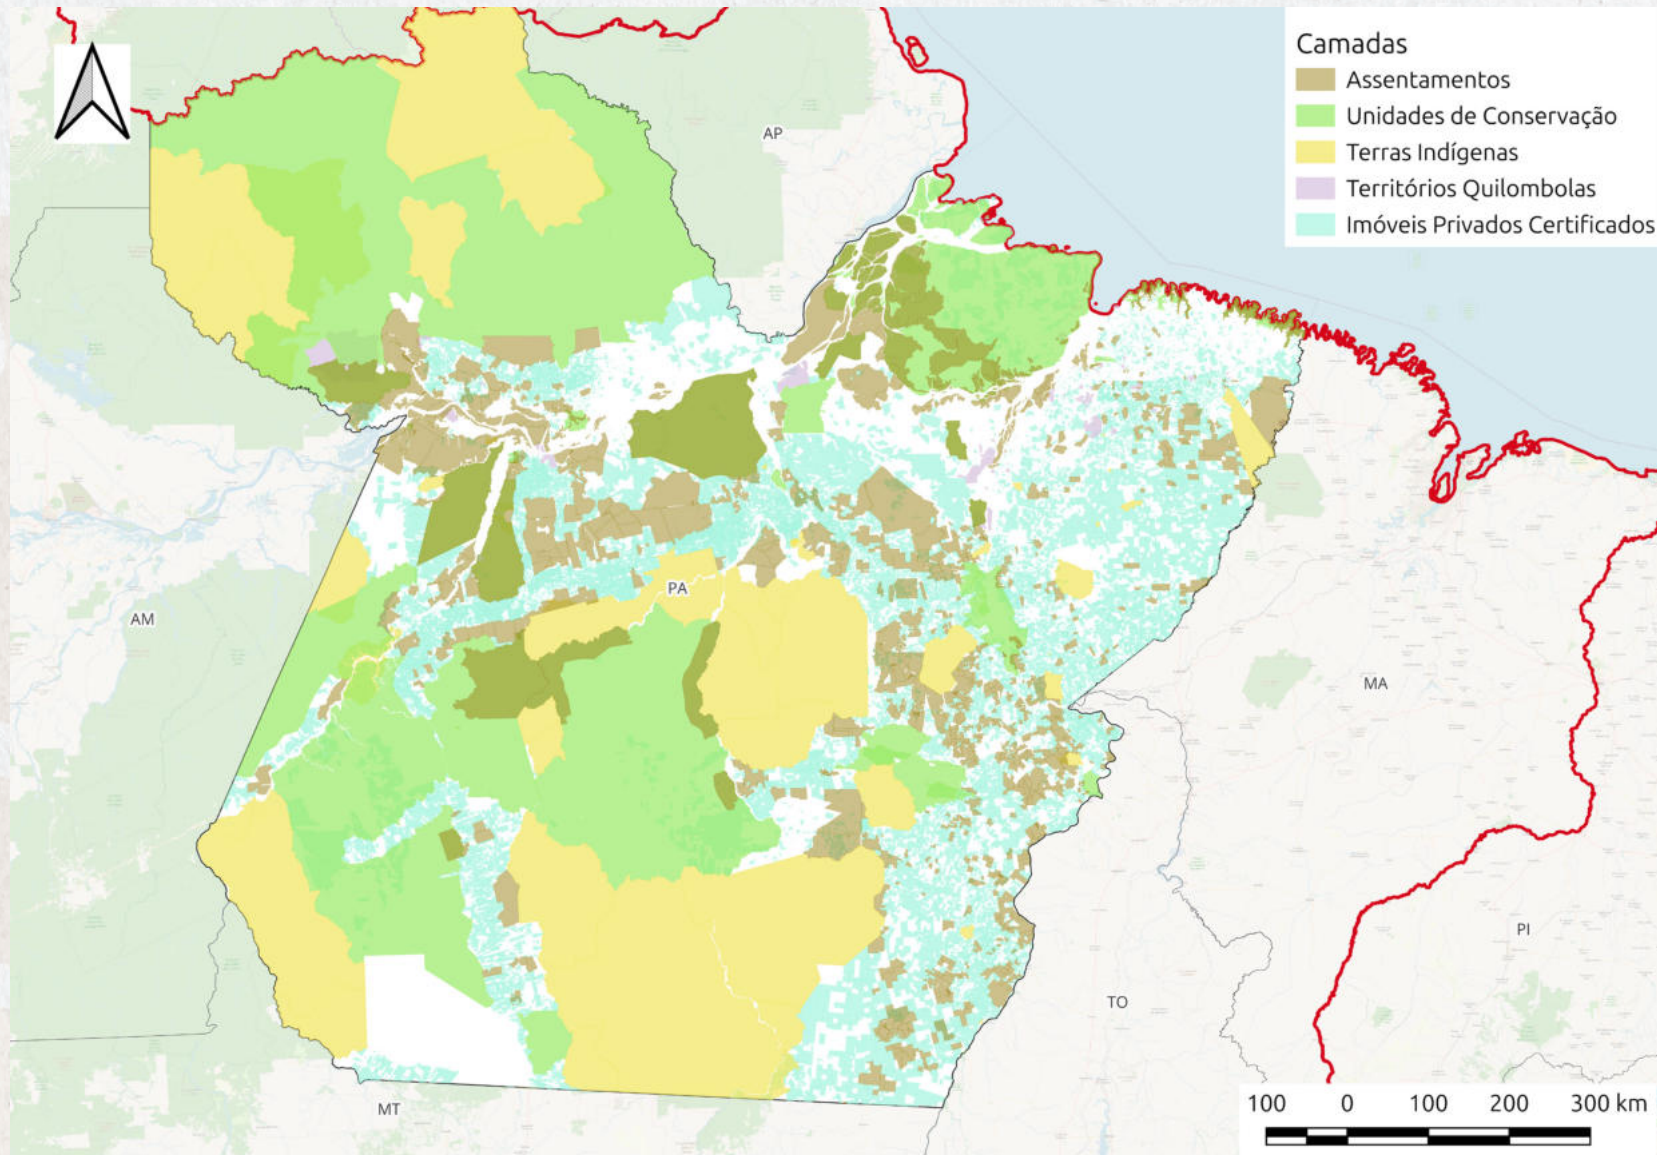 Camadas
Assentamentos
Unidades de Conservação
Terras Indígenas
Territórios Quilombolas
Imóveis Privados Certificados
AP
PA
AM
MA
PI
TO
MT
100 0 100 200 300 km